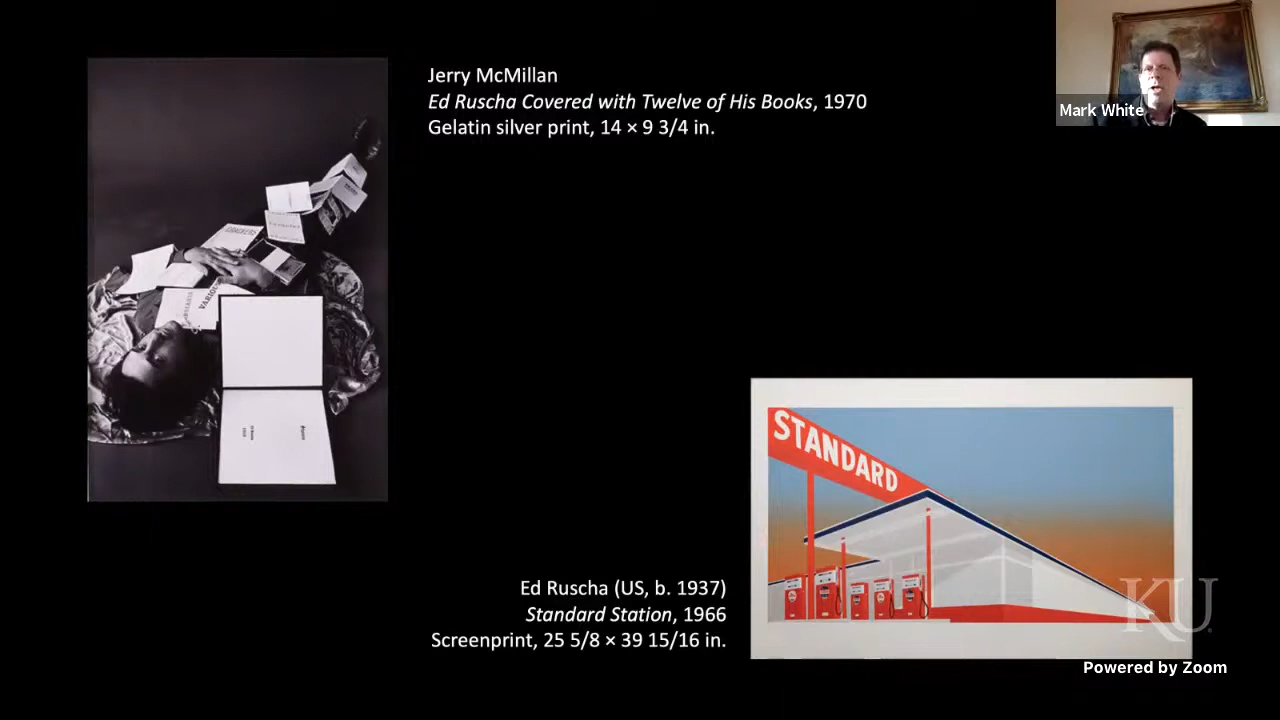 Jerry McMillan
Ed Ruscha Covered with Twelve of His Books, 1970
Gelatin silver print, 14 × 9 3/4 in.
Mark White
VARIOUS
STANDARD
Ed Ruscha (US, b. 1937)
Standard Station, 1966
Screenprint, 25 5/8 × 39 15/16 in.
KU
Powered by Zoom